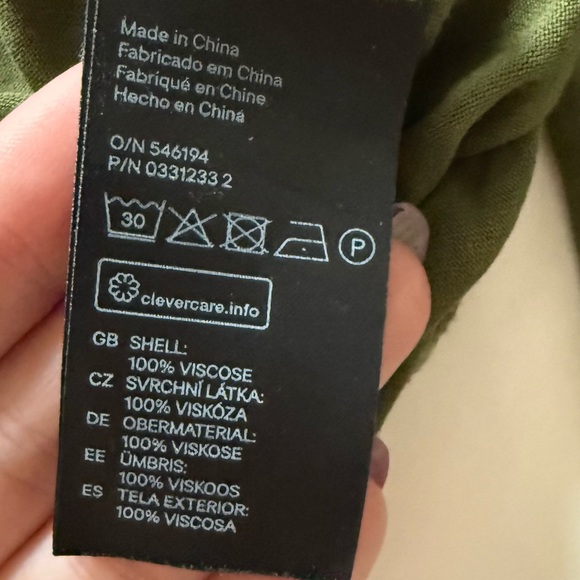 Made in China
Fabricado em China
Fabriqué en Chine
Hecho en China
O/N 546194
P/N 0331233 2
30 P
clevercare.info
GB SHELL:
100% VISCOSE
CZ SVRCHNÍ LÁTKA:
100% VISKÓZA
DE OBERMATERIAL:
100% VISKOSE
EE ÜMBRIS:
100% VISKOOS
ES TELA EXTERIOR:
100% VISCOSA